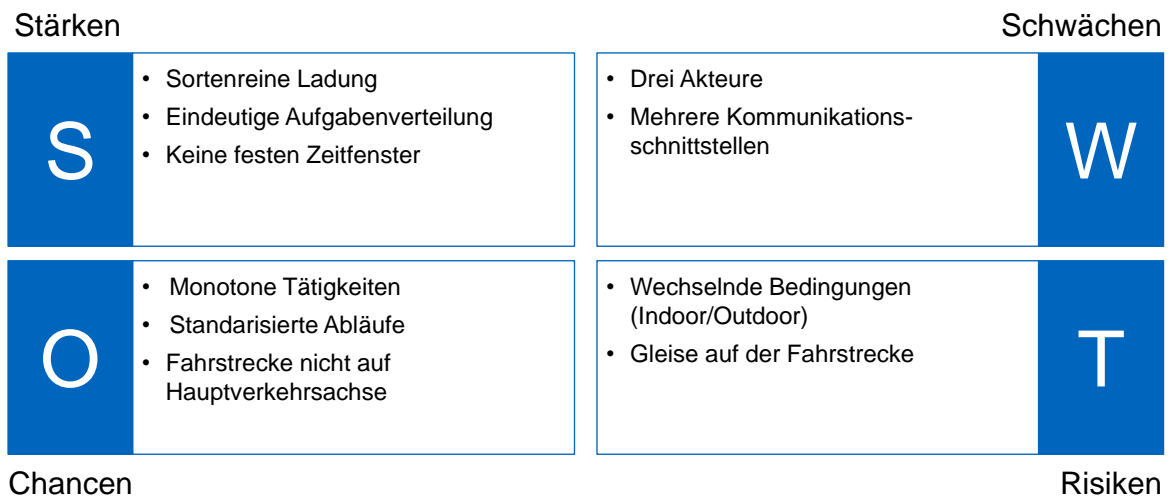 Stärken
Schwächen
S
• Sortenreine Ladung
• Eindeutige Aufgabenverteilung
• Keine festen Zeitfenster
• Drei Akteure
• Mehrere Kommunikations-
schnittstellen
W
O
• Monotone Tätigkeiten
• Standarisierte Abläufe
• Fahrstrecke nicht auf
Hauptverkehrsachse
• Wechselnde Bedingungen
(Indoor/Outdoor)
• Gleise auf der Fahrstrecke
T
Chancen
Risiken